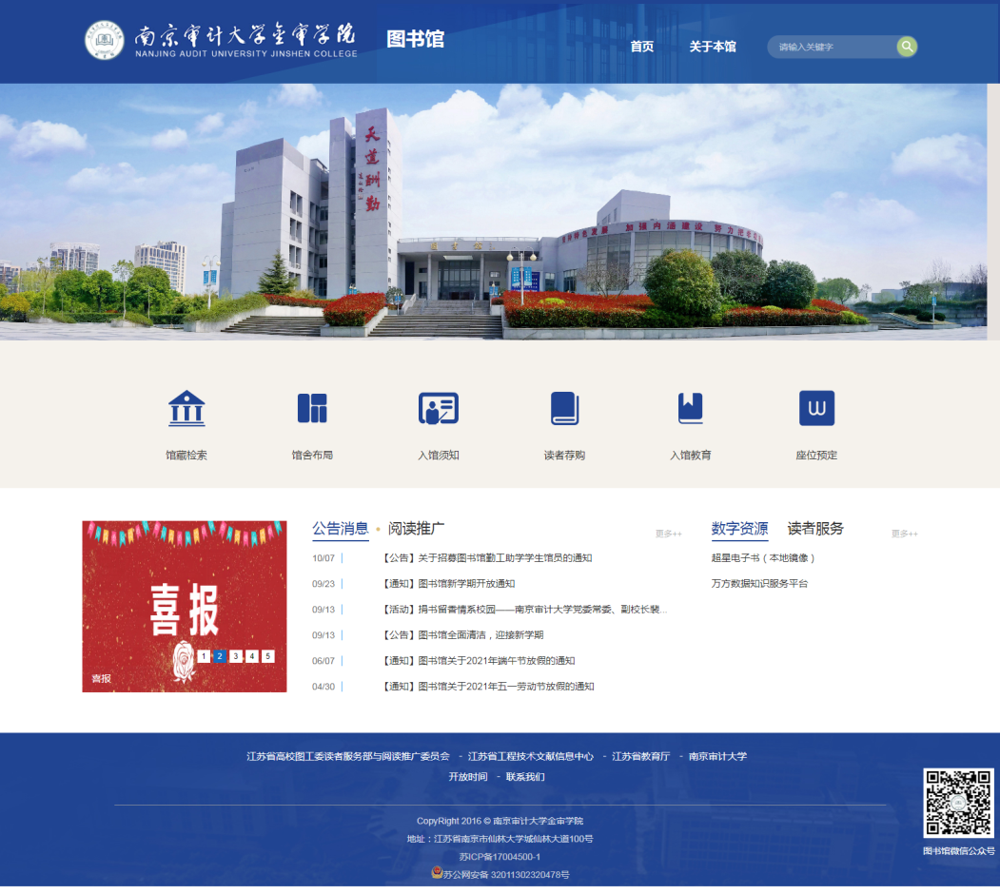 南京审计大学金审学院
NANJING AUDIT UNIVERSITY JINSHEN COLLEGE
图书馆
首页
关于本馆
请输入关键字
天道酬勤
图书馆
加强内涵建设 努力把
馆藏检索
馆舍布局
入馆须知
读者荐购
入馆教育
座位预定
喜报
1 2 3 4 5
喜报
公告消息 • 阅读推广
更多++
10/07 | 【公告】关于招募图书馆勤工助学学生馆员的通知
09/23 | 【通知】图书馆新学期开放通知
09/13 | 【活动】捐书留香情系校园——南京审计大学党委常委、副校长裴...
09/13 | 【公告】图书馆全面清洁，迎接新学期
06/07 | 【通知】图书馆关于2021年端午节放假的通知
04/30 | 【通知】图书馆关于2021年五一劳动节放假的通知
数字资源 读者服务
更多++
超星电子书（本地镜像）
万方数据知识服务平台
江苏省高校图工委读者服务部与阅读推广委员会 - 江苏省工程技术文献信息中心 - 江苏省教育厅 - 南京审计大学
开放时间 - 联系我们
CopyRight 2016 © 南京审计大学金审学院
地址：江苏省南京市仙林大学城仙林大道100号
苏ICP备17004500-1
苏公网安备 32011302320478号
图书馆微信公众号